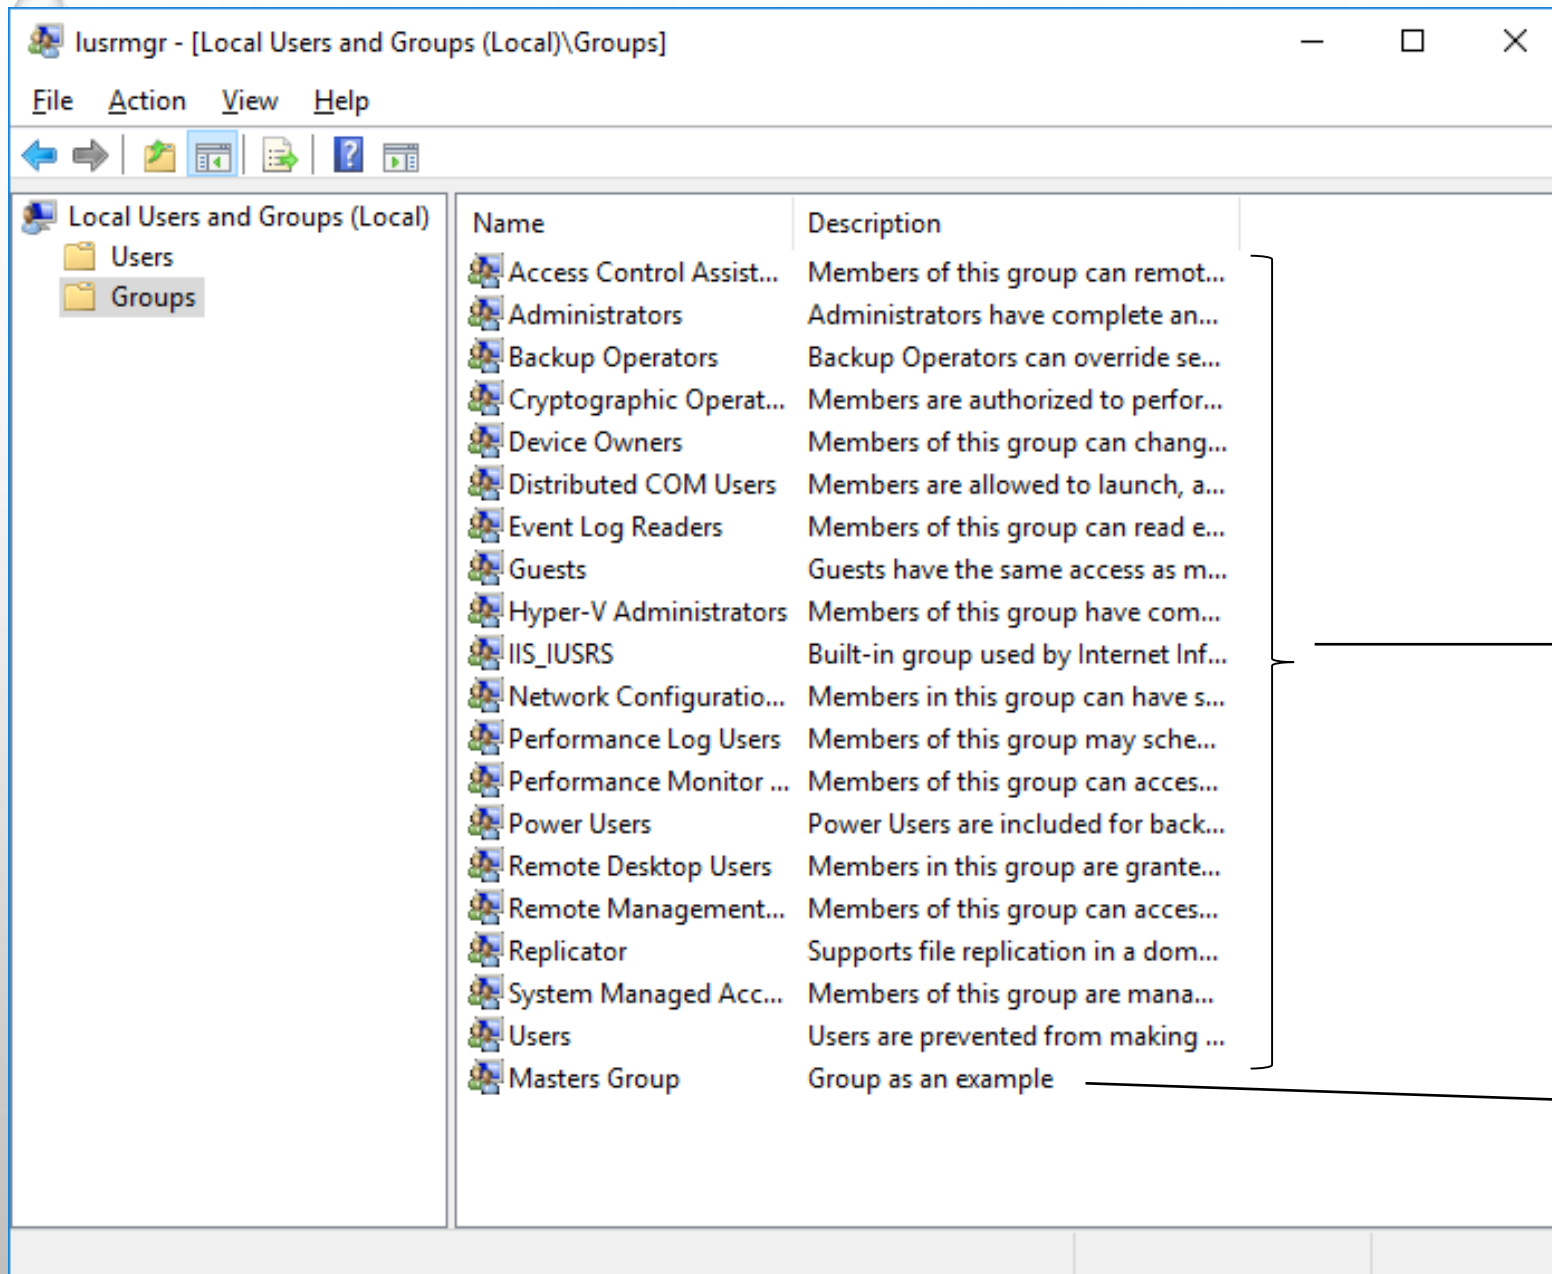 lusrmgr - [Local Users and Groups (Local)\Groups]
File Action View Help
Local Users and Groups (Local)
Users
Groups
Name Description
Access Control Assist... Members of this group can remot...
Administrators Administrators have complete an...
Backup Operators Backup Operators can override se...
Cryptographic Operat... Members are authorized to perfor...
Device Owners Members of this group can chang...
Distributed COM Users Members are allowed to launch, a...
Event Log Readers Members of this group can read e...
Guests Guests have the same access as m...
Hyper-V Administrators Members of this group have com...
IIS_IUSRS Built-in group used by Internet Inf...
Network Configuratio... Members in this group can have s...
Performance Log Users Members of this group may sche...
Performance Monitor ... Members of this group can acces...
Power Users Power Users are included for back...
Remote Desktop Users Members in this group are grante...
Remote Management... Members of this group can acces...
Replicator Supports file replication in a dom...
System Managed Acc... Members of this group are mana...
Users Users are prevented from making ...
Masters Group Group as an example